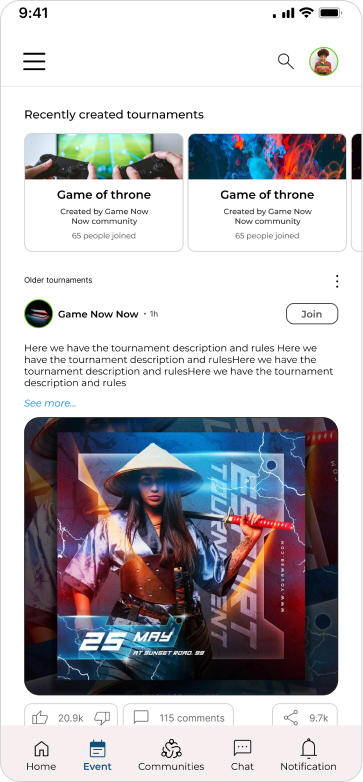 9:41
Recently created tournaments
Game of throne
Created by Game Now
Now community
65 people joined
Game of throne
Created by Game Now
Now community
65 people joined
Older tournaments
Game Now Now • 1h
Join
Here we have the tournament description and rules Here we
have the tournament description and rulesHere we have the
tournament description and rulesHere we have the tournament
description and rules
See more...
ESPORT
TOURNAMENT
WWW.YOURWEB.COM
25 MAY
AT SUNSET ROAD. 99
20.9k
115 comments
9.7k
Home
Event
Communities
Chat
Notification